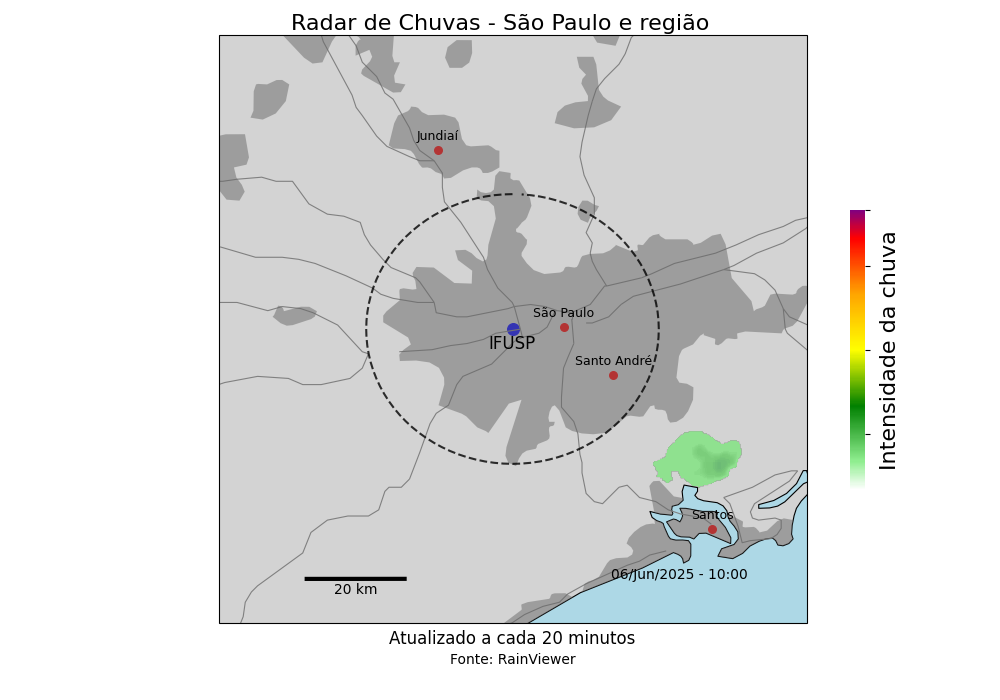 Radar de Chuvas - São Paulo e região
Jundiaí
São Paulo
IFUSP
Santo André
Intensidade da chuva
Santos
06/Jun/2025 - 10:00
20 km
Atualizado a cada 20 minutos
Fonte: RainViewer